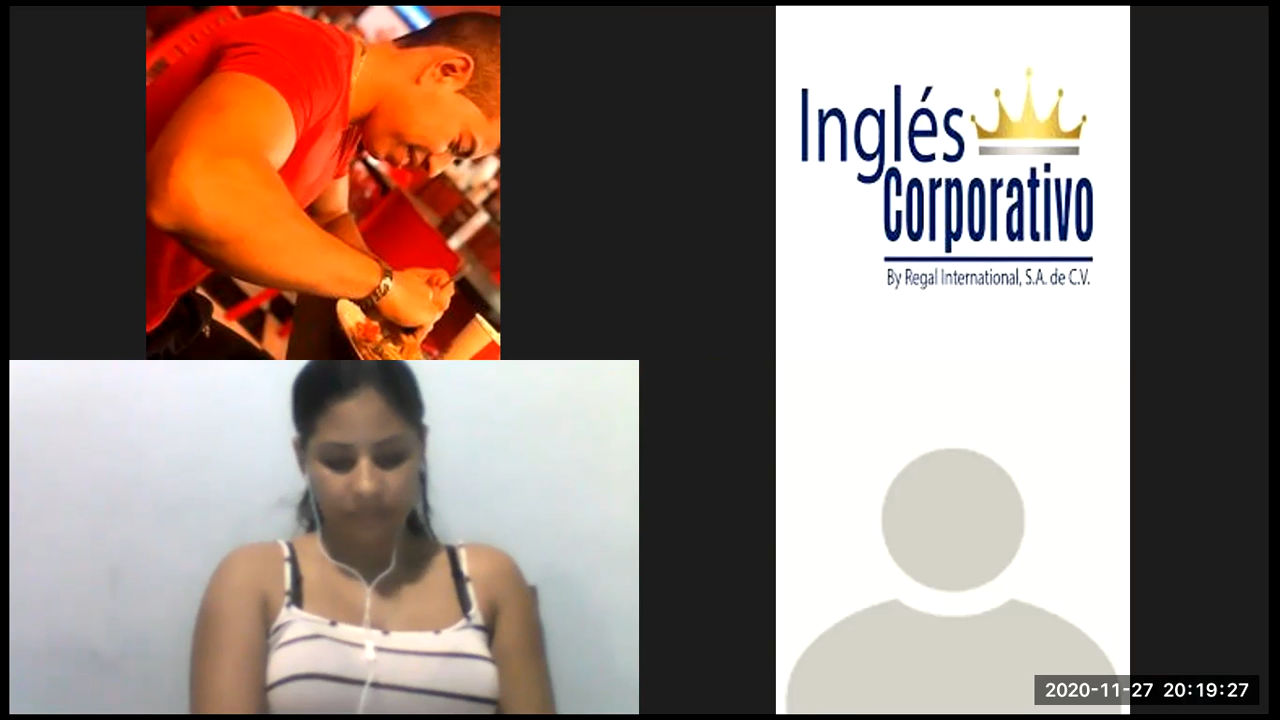 Inglés
Corporativo
By Regal International, S.A. de C.V.
2020-11-27 20:19:27